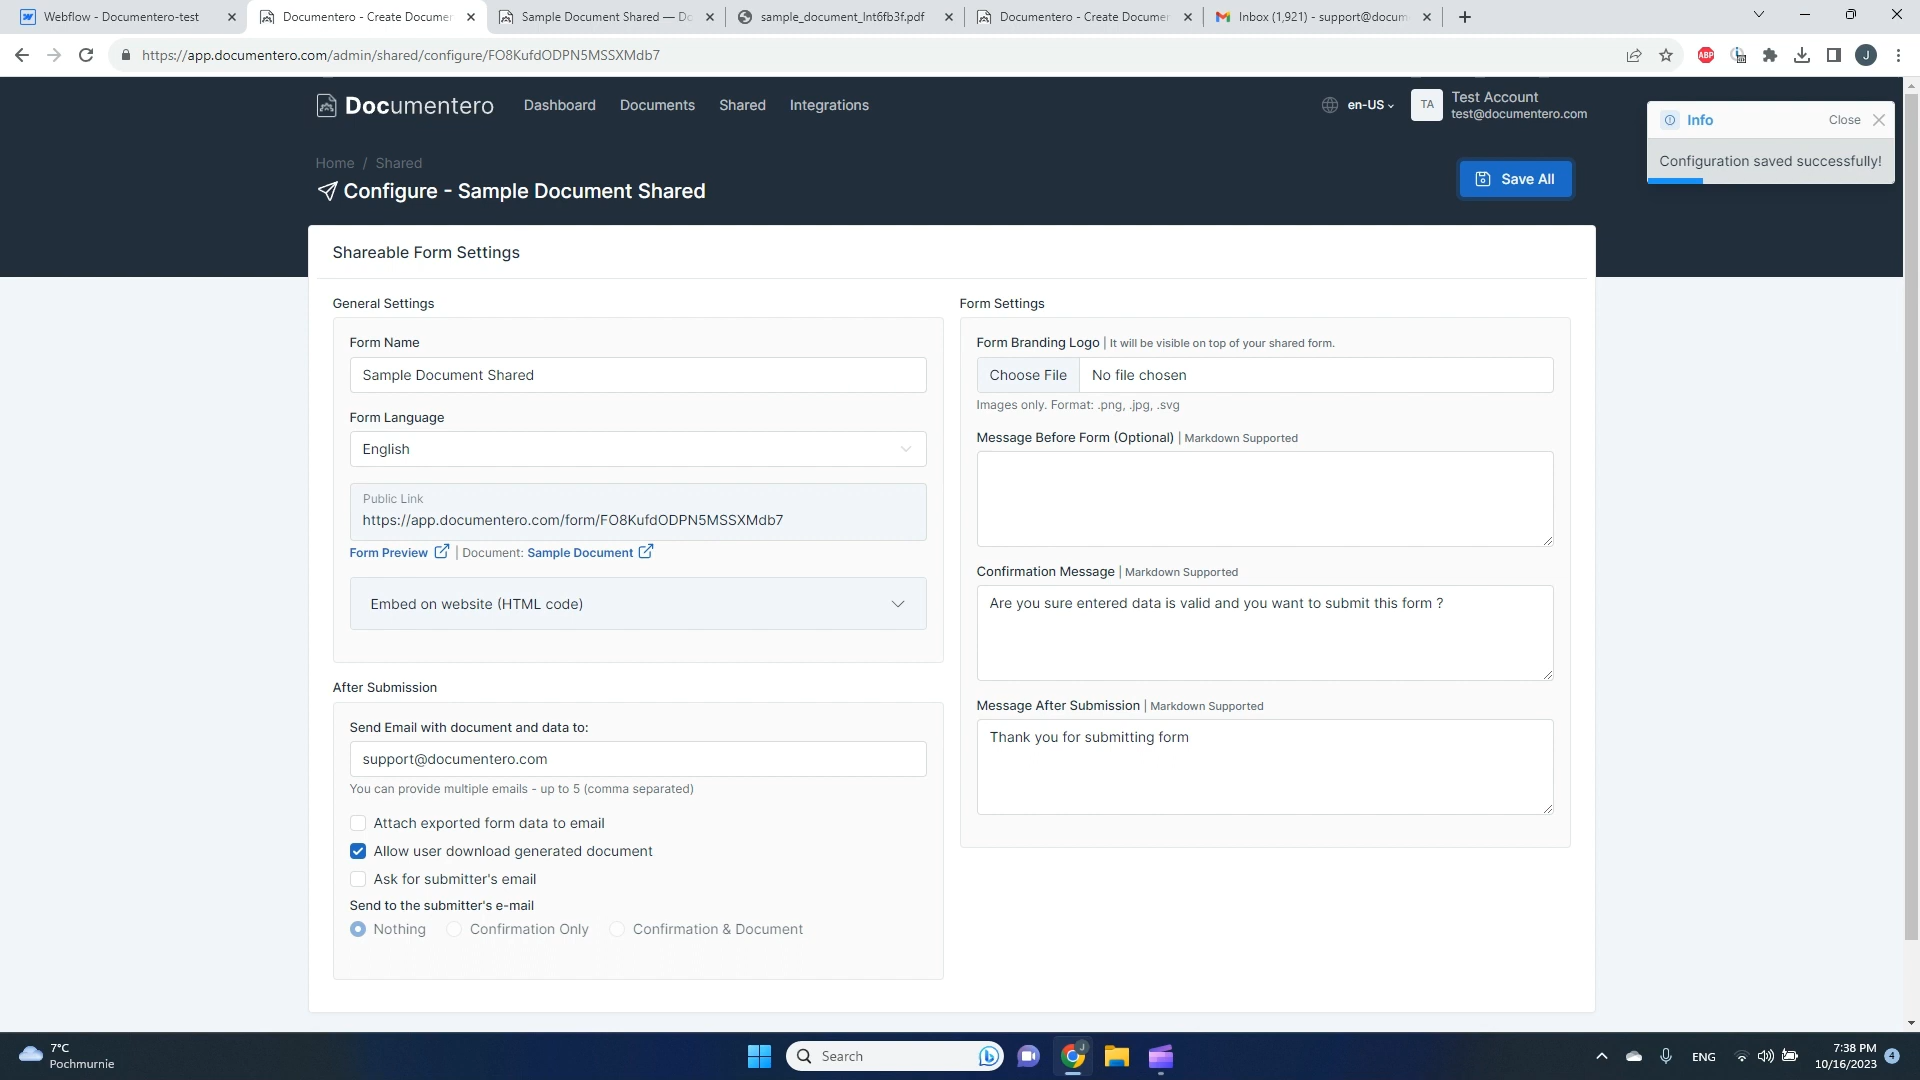 Webflow - Documentero-test
Documentero - Create Documen
Sample Document Shared — Do
sample_document_lnt6fb3f.pdf
Documentero - Create Documen
Inbox (1,921) - support@docum
https://app.documentero.com/admin/shared/configure/FO8KufdODPN5MSSXMdb7
ABP
J
Documentero
Dashboard
Documents
Shared
Integrations
en-US
TA
Test Account
test@documentero.com
Info
Close
Configuration saved successfully!
Home / Shared
Configure - Sample Document Shared
Save All
Shareable Form Settings
General Settings
Form Name
Sample Document Shared
Form Language
English
Public Link
https://app.documentero.com/form/FO8KufdODPN5MSSXMdb7
Form Preview | Document: Sample Document
Embed on website (HTML code)
After Submission
Send Email with document and data to:
support@documentero.com
You can provide multiple emails - up to 5 (comma separated)
Attach exported form data to email
Allow user download generated document
Ask for submitter's email
Send to the submitter's e-mail
Nothing
Confirmation Only
Confirmation & Document
Form Settings
Form Branding Logo | It will be visible on top of your shared form.
Choose File
No file chosen
Images only. Format: .png, .jpg, .svg
Message Before Form (Optional) | Markdown Supported
Confirmation Message | Markdown Supported
Are you sure entered data is valid and you want to submit this form ?
Message After Submission | Markdown Supported
Thank you for submitting form
7°C
Pochmurnie
Search
J
ENG
7:38 PM
10/16/2023
4